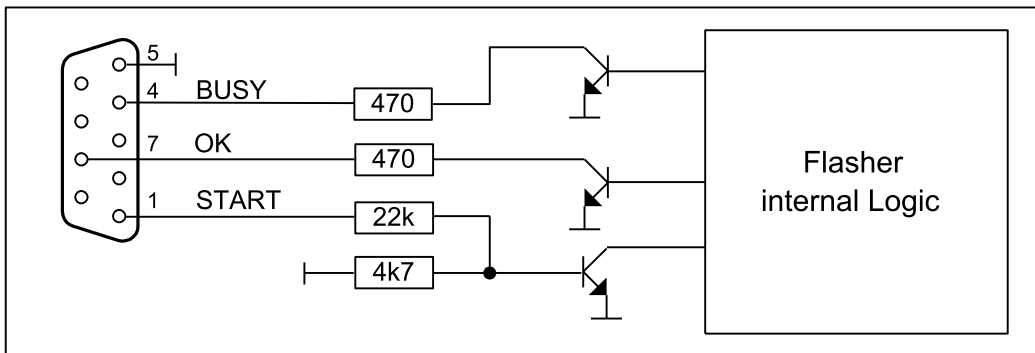 5
4 BUSY 470
7 OK 470
1 START 22k
4k7
Flasher
internal Logic